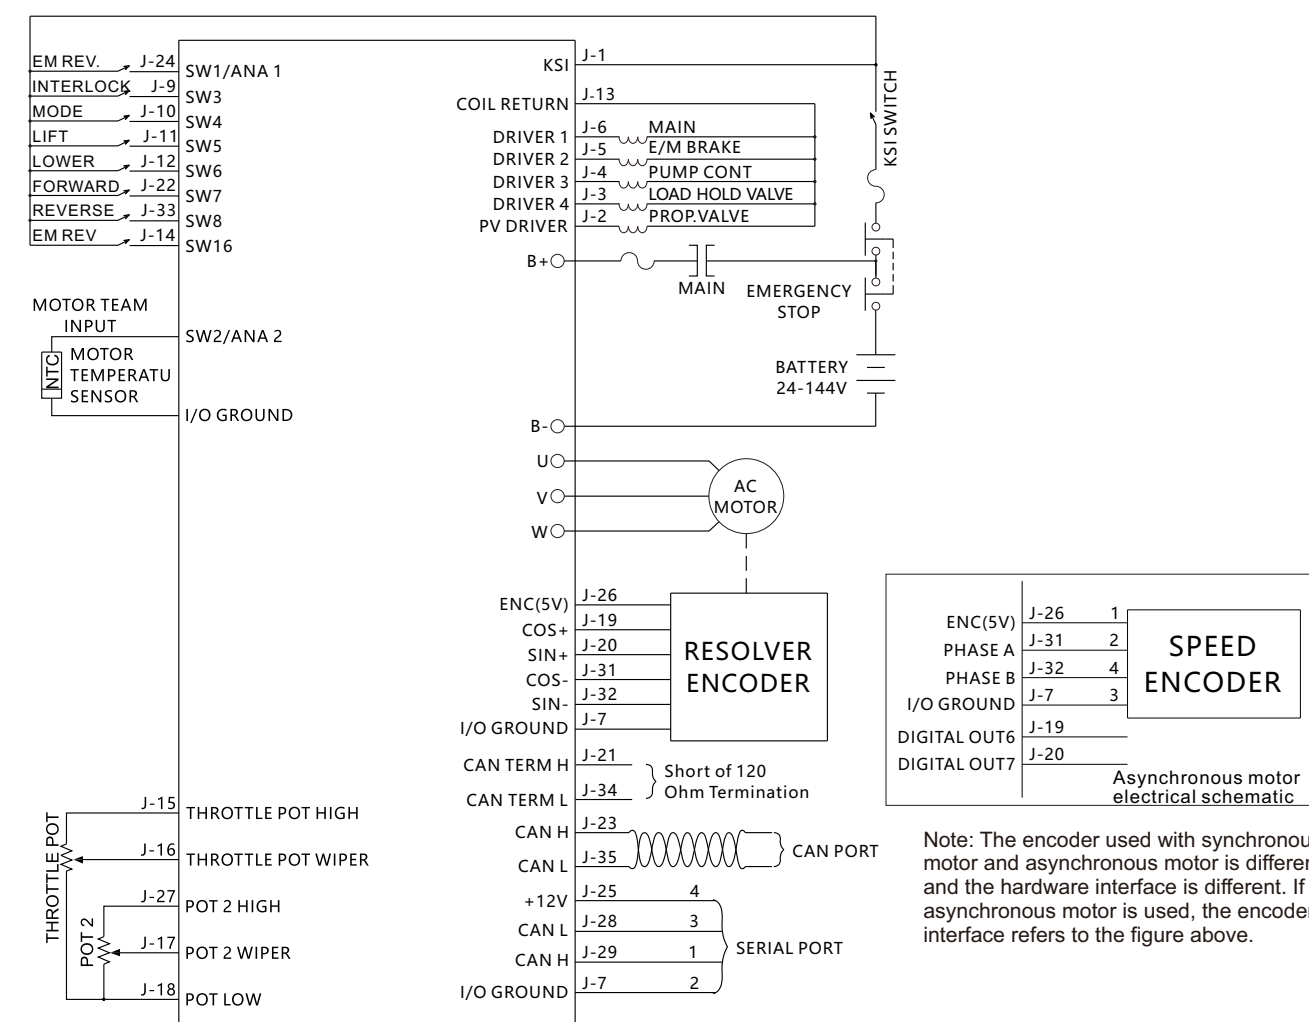 EM REV. J-24 SW1/ANA 1
INTERLOCK J-9 SW3
MODE J-10 SW4
LIFT J-11 SW5
LOWER J-12 SW6
FORWARD J-22 SW7
REVERSE J-33 SW8
EM REV J-14 SW16
MOTOR TEAM
INPUT
SW2/ANA 2
NTC
MOTOR
TEMPERATU
SENSOR
I/O GROUND
KSI J-1
COIL RETURN J-13
DRIVER 1 J-6 MAIN
DRIVER 2 J-5 E/M BRAKE
DRIVER 3 J-4 PUMP CONT
DRIVER 4 J-3 LOAD HOLD VALVE
PV DRIVER J-2 PROP.VALVE
KSI SWITCH
B+
MAIN
EMERGENCY
STOP
BATTERY
24-144V
B-
U
V
W
AC
MOTOR
ENC(5V) J-26
COS+ J-19
SIN+ J-20
COS- J-31
SIN- J-32
I/O GROUND J-7
RESOLVER
ENCODER
CAN TERM H J-21
CAN TERM L J-34
Short of 120
Ohm Termination
CAN H J-23
CAN L J-35
CAN PORT
+12V J-25 4
CAN L J-28 3
CAN H J-29 1
I/O GROUND J-7 2
SERIAL PORT
THROTTLE POT
J-15 THROTTLE POT HIGH
J-16 THROTTLE POT WIPER
POT 2
J-27 POT 2 HIGH
J-17 POT 2 WIPER
J-18 POT LOW
ENC(5V) J-26 1
PHASE A J-31 2
PHASE B J-32 4
I/O GROUND J-7 3
SPEED
ENCODER
DIGITAL OUT6 J-19
DIGITAL OUT7 J-20
Asynchronous motor
electrical schematic
Note: The encoder used with synchronou
motor and asynchronous motor is differen
and the hardware interface is different. If
asynchronous motor is used, the encoder
interface refers to the figure above.